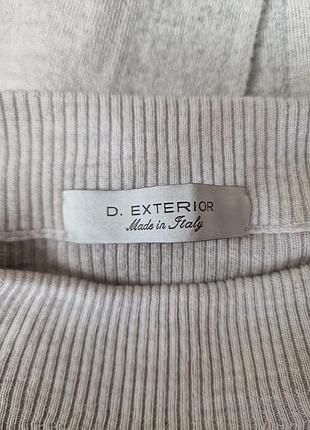 D. EXTERIOR
Made in Italy